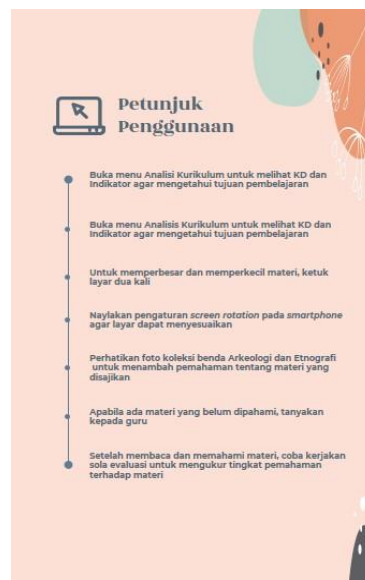 Petunjuk
Penggunaan
Buka menu Analisi Kurikulum untuk melihat KD dan
Indikator agar mengetahui tujuan pembelajaran
Buka menu Analisis Kurikulum untuk melihat KD dan
Indikator agar mengetahui tujuan pembelajaran
Untuk memperbesar dan memperkecil materi, ketuk
layar dua kali
Naylakan pengaturan screen rotation pada smartphone
agar layar dapat menyesuaikan
Perhatikan foto koleksi benda Arkeologi dan Etnografi
untuk menambah pemahaman tentang materi yang
disajikan
Apabila ada materi yang belum dipahami, tanyakan
kepada guru
Setelah membaca dan memahami materi, coba kerjakan
sola evaluasi untuk mengukur tingkat pemahaman
terhadap materi